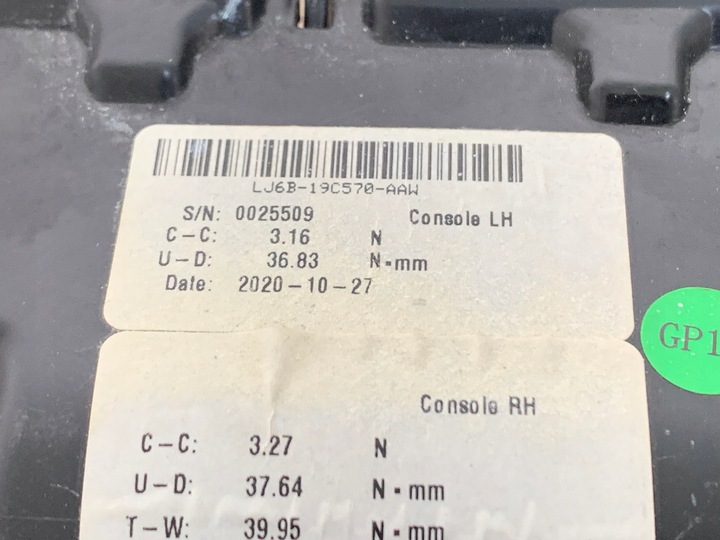 LJ6B-19C570-AAW
S/N: 0025509 Console LH
C-C: 3.16 N
U-D: 36.83 N-mm
Date: 2020-10-27
GP1
Console RH
C-C: 3.27 N
U-D: 37.64 N-mm
T-W: 39.95 N-mm